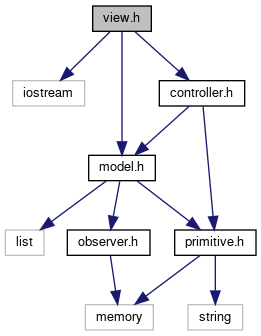 view.h
iostream
controller.h
model.h
list
observer.h
primitive.h
memory
string